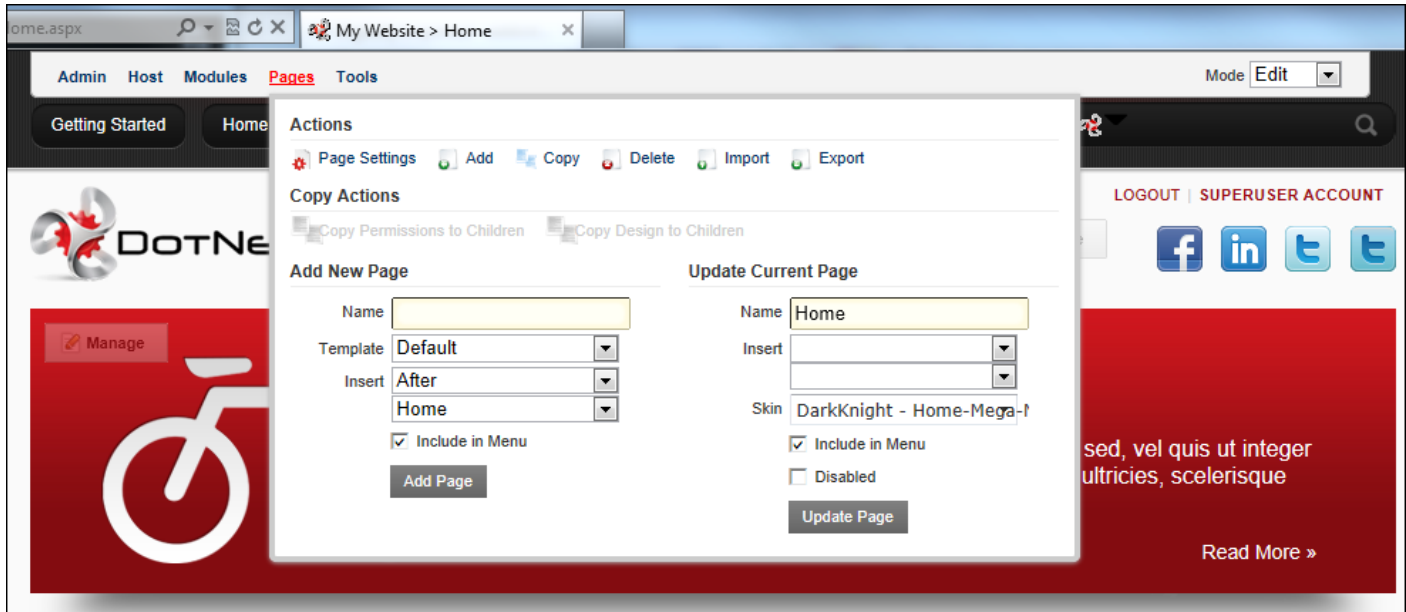 ome.aspx
My Website > Home
Admin Host Modules Pages Tools
Mode Edit
Getting Started Home
Actions
Page Settings Add Copy Delete Import Export
Copy Actions
Copy Permissions to Children Copy Design to Children
LOGOUT | SUPERUSER ACCOUNT
DOTNE
Add New Page Update Current Page
Name Name Home
Manage
Template Default Insert
Insert After
Home Skin DarkKnight - Home-Mega-M
Include in Menu Include in Menu
sed, vel quis ut integer
Add Page Disabled
ultricies, scelerisque
Update Page
Read More »